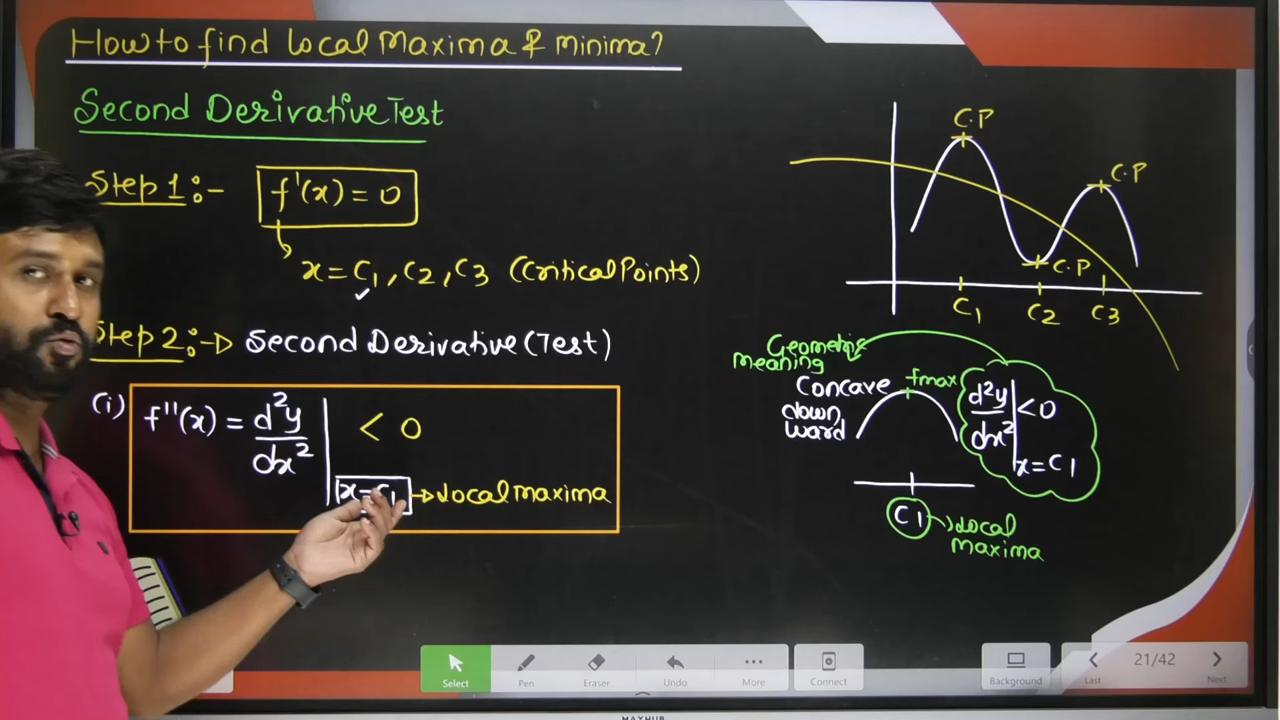 How to find Local Maxima & Minima?
Second Derivative Test
Step 1:-
f'(x) = 0
x = C1, C2, C3 (Critical Points)
Step 2:-> Second Derivative (Test)
(i) f''(x) = d²y/dx² | < 0
x = C1 → Local maxima
C.P
C.P
C.P
C1 C2 C3
Geometric
meaning
Concave
down
ward
fmax
d²y/dx² | < 0
x = C1
C1 → Local
maxima
Select
Pen
Eraser
Undo
More
Connect
Background
Last
21/42
Next
MAXHUB